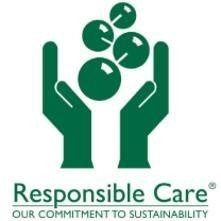 Responsible Care®
OUR COMMITMENT TO SUSTAINABILITY